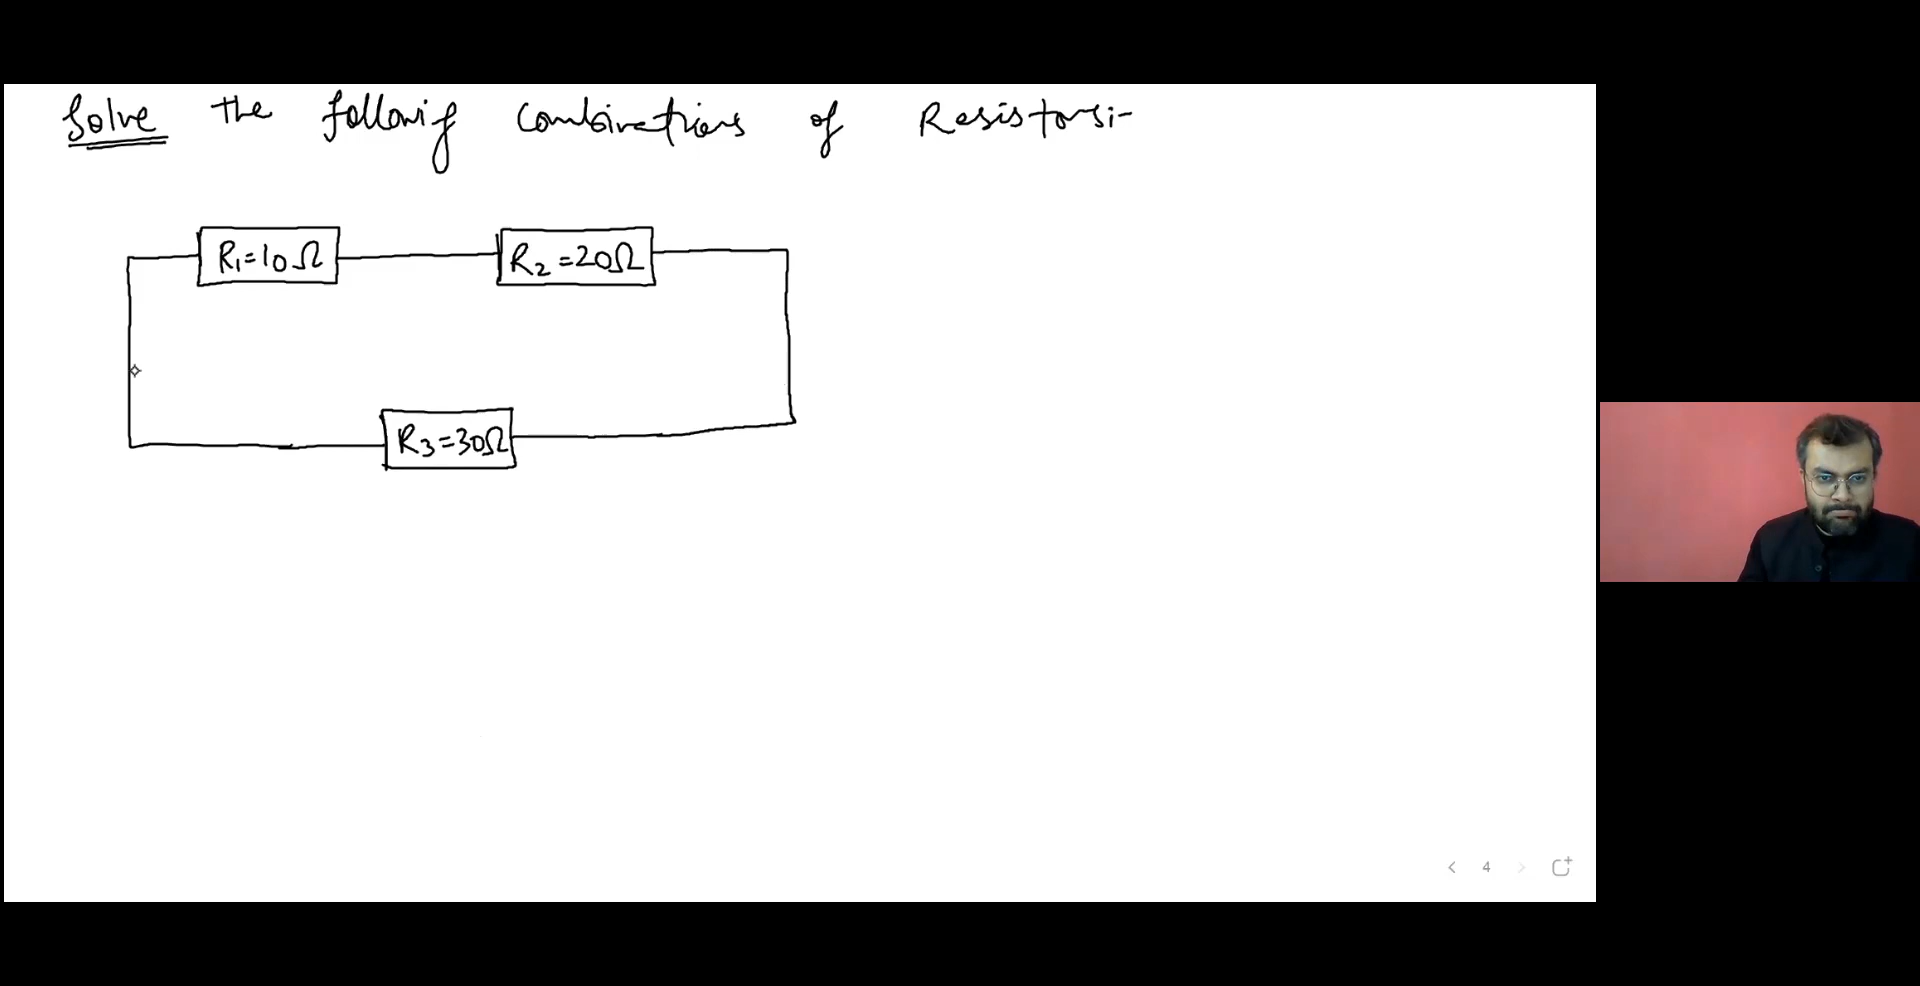 Solve the following Combinations of Resistors:-
R1=10Ω R2=20Ω
R3=30Ω
4